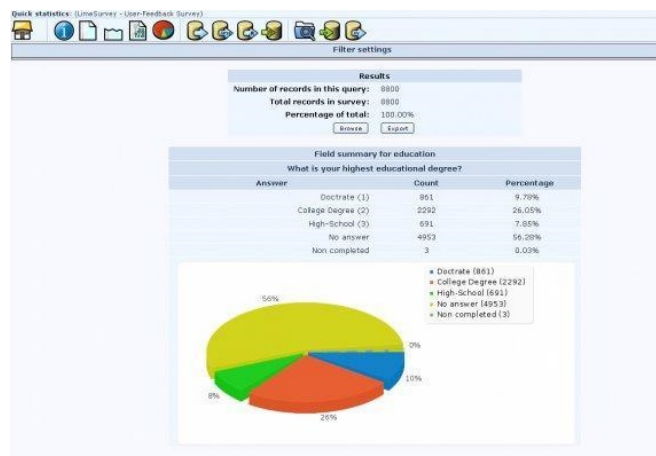 Quick statistics: (LimeSurvey - User-Feedback Survey)
Filter settings
Results
Number of records in this query: 8800
Total records in survey: 8800
Percentage of total: 100.00%
Browse Export
Field summary for education
What is your highest educational degree?
Answer Count Percentage
Doctrate (1) 861 9.78%
College Degree (2) 2292 26.05%
High-School (3) 691 7.85%
No answer 4953 56.28%
Non completed 3 0.03%
Doctrate (861)
College Degree (2292)
High-School (691)
No answer (4953)
Non completed (3)
56%
0%
10%
8%
26%